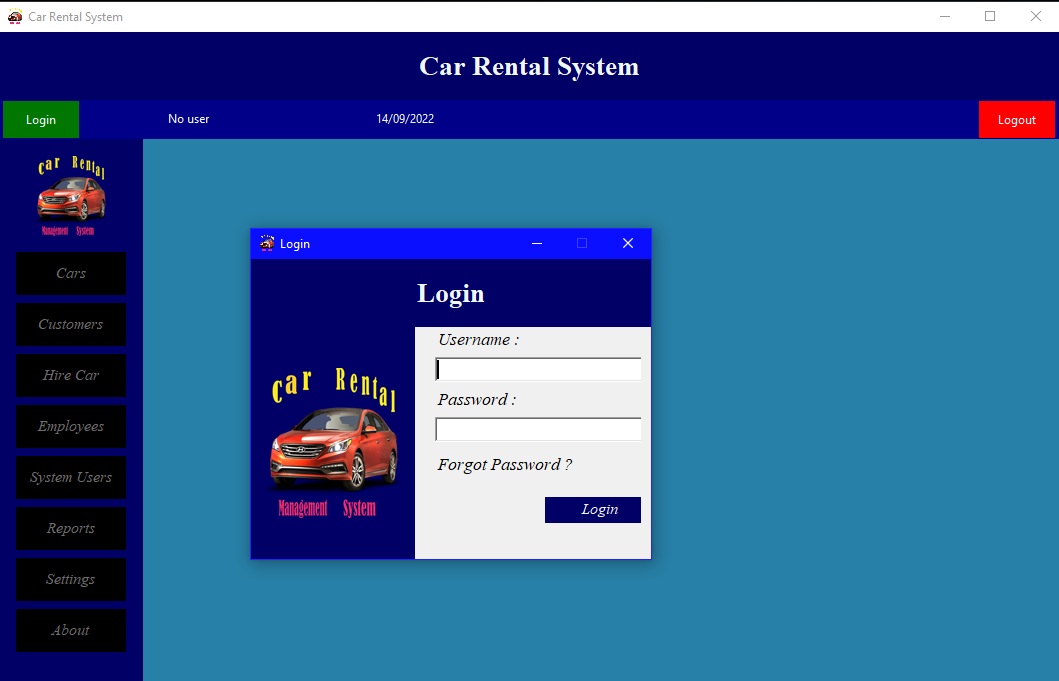 Car Rental System
Car Rental System
Login
No user
14/09/2022
Logout
Car Rental
Management System
Cars
Customers
Hire Car
Employees
System Users
Reports
Settings
About
Login
Login
Car Rental
Management System
Username :
Password :
Forgot Password ?
Login